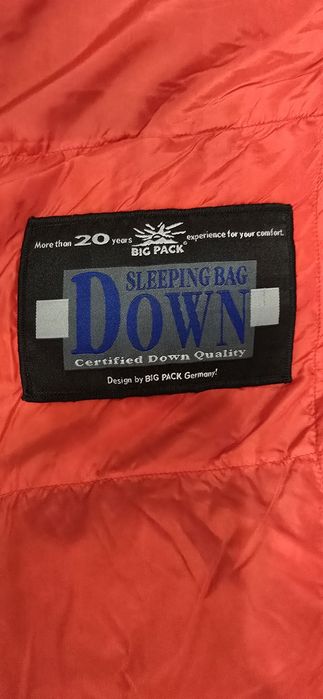 More than 20 years experience for your comfort.
BIG PACK
SLEEPING BAG
DOWN
Certified Down Quality
Design by BIG PACK Germany!